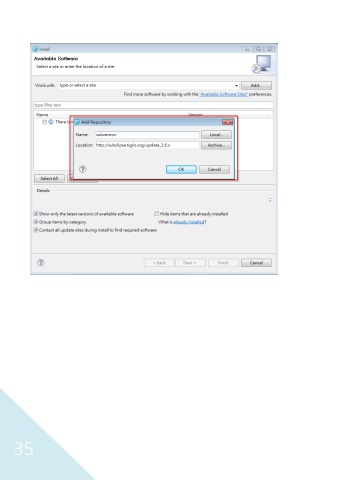 Install
Available Software
Select a site or enter the location of a site.
Work with: type or select a site
Add...
Find more software by working with the "Available Software Sites" preferences.
type filter text
Name
Version
There is
Add Repository
Name: subversion
Local...
Location: http://subclipse.tigris.org/update_1.6.x
Archive...
OK
Cancel
Select All
Details
Show only the latest versions of available software
Hide items that are already installed
Group items by category
What is already installed?
Contact all update sites during install to find required software
< Back
Next >
Finish
Cancel
35